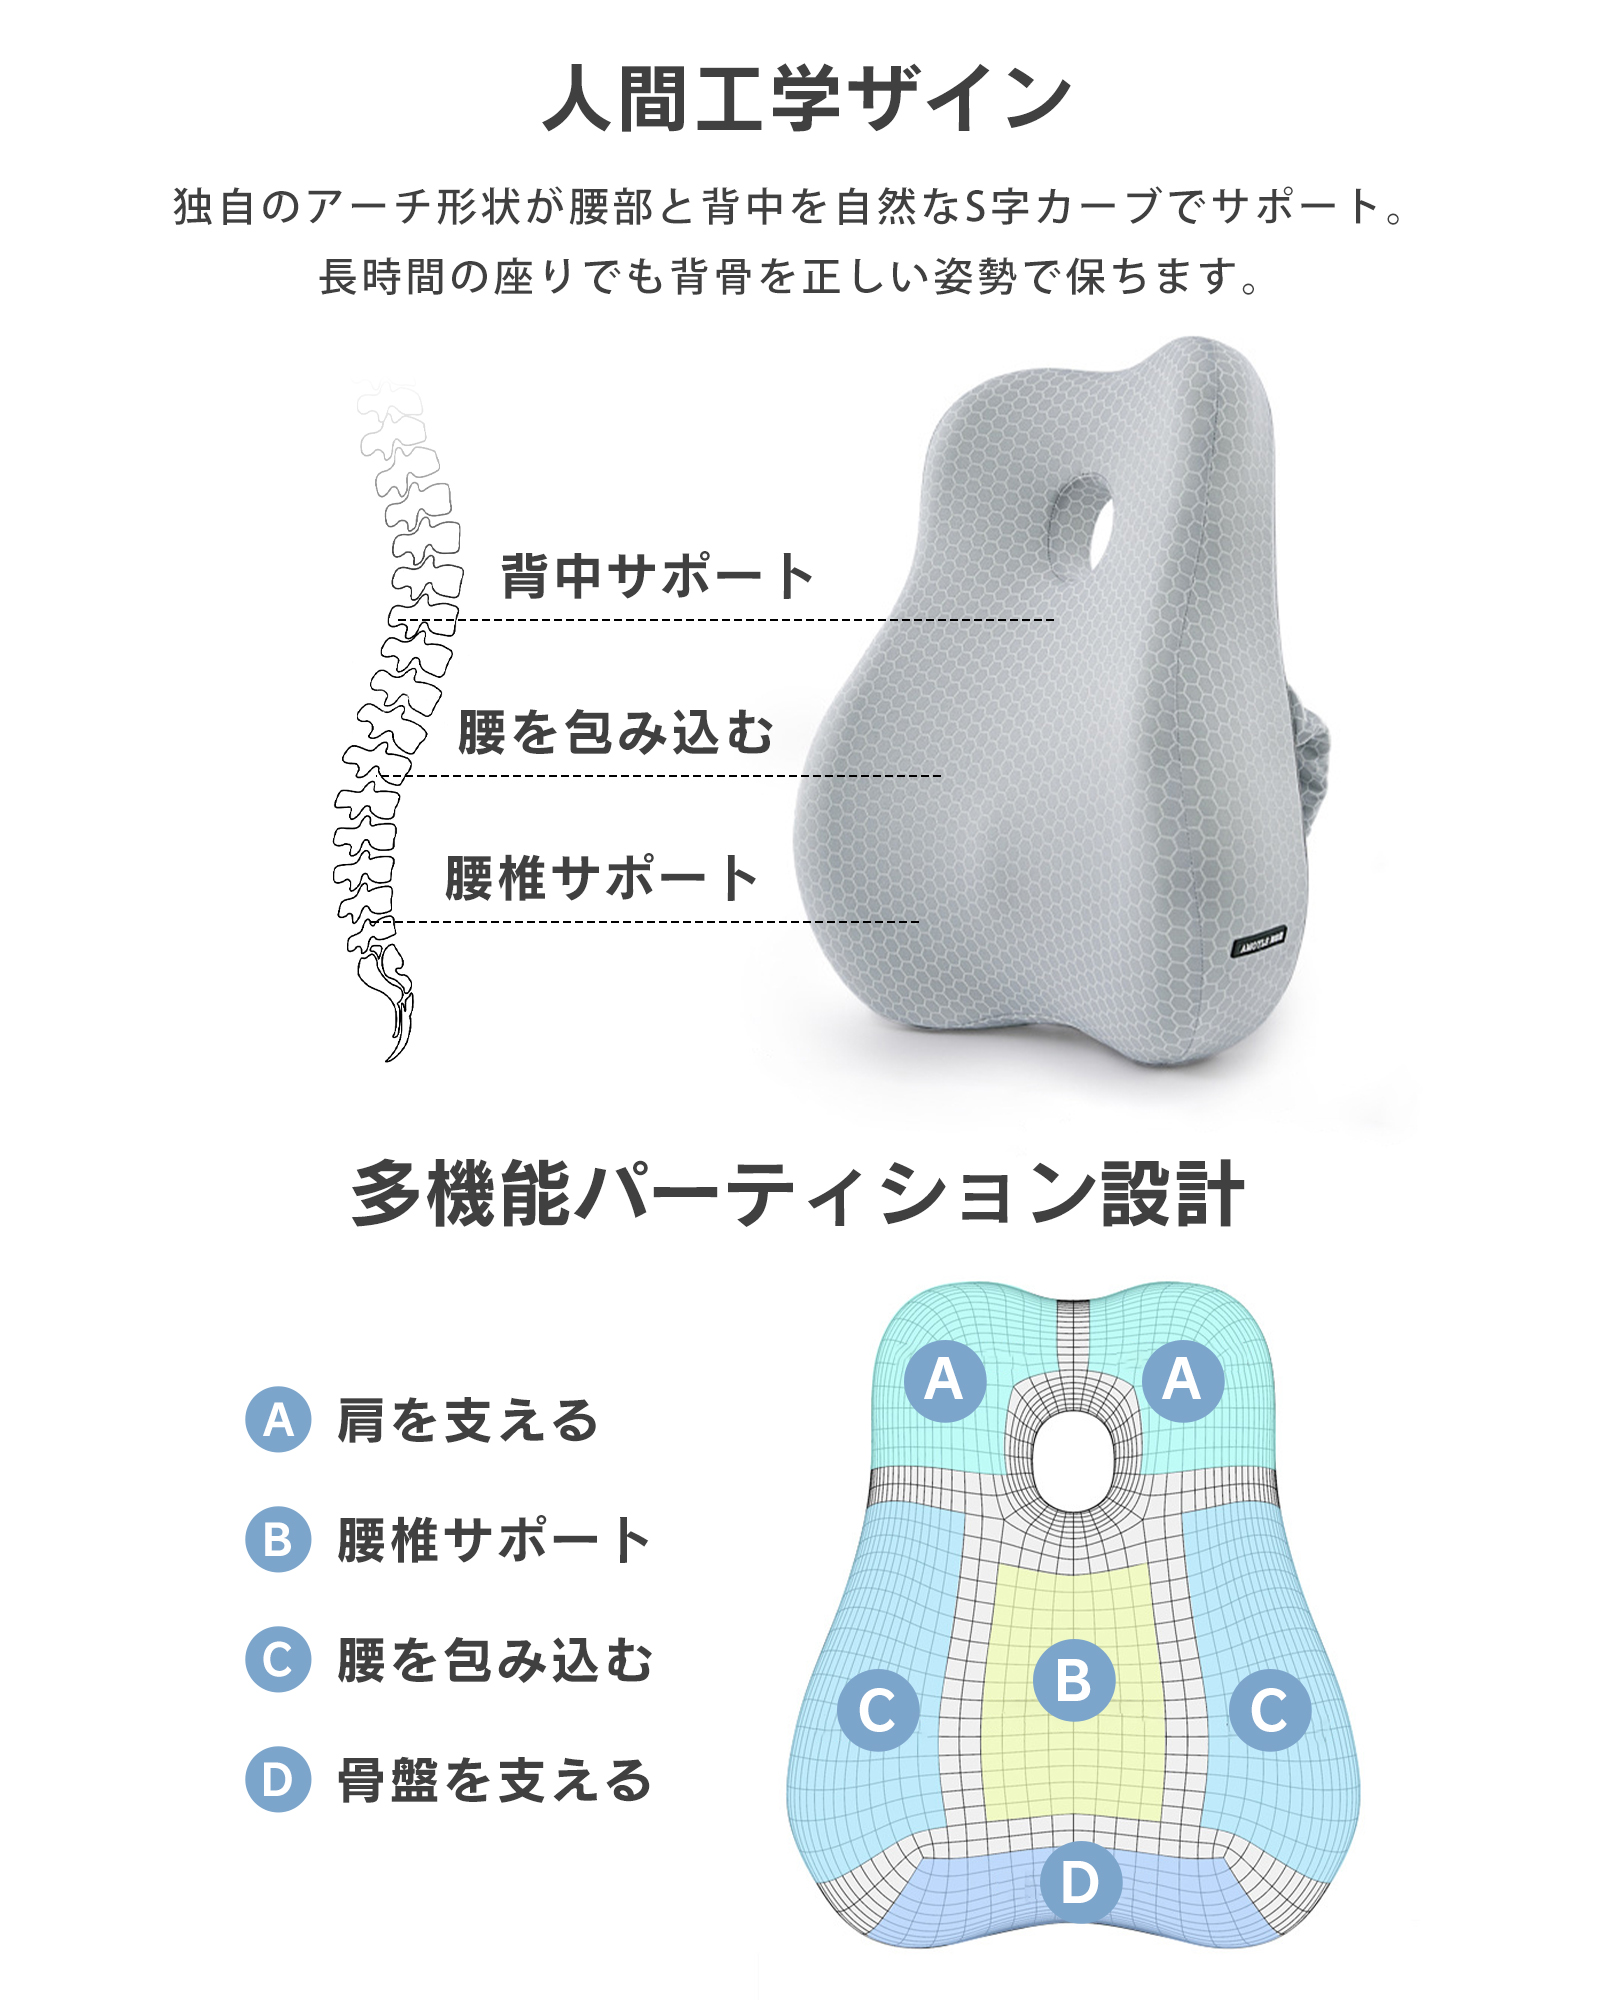 人間工学ザイン
独自のアーチ形状が腰部と背中を自然なS字カーブでサポート。
長時間の座りでも背骨を正しい姿勢で保ちます。
背中サポート
腰を包み込む
腰椎サポート
多機能パーティション設計
A 肩を支える
B 腰椎サポート
C 腰を包み込む
D 骨盤を支える
A A
B
C C
D